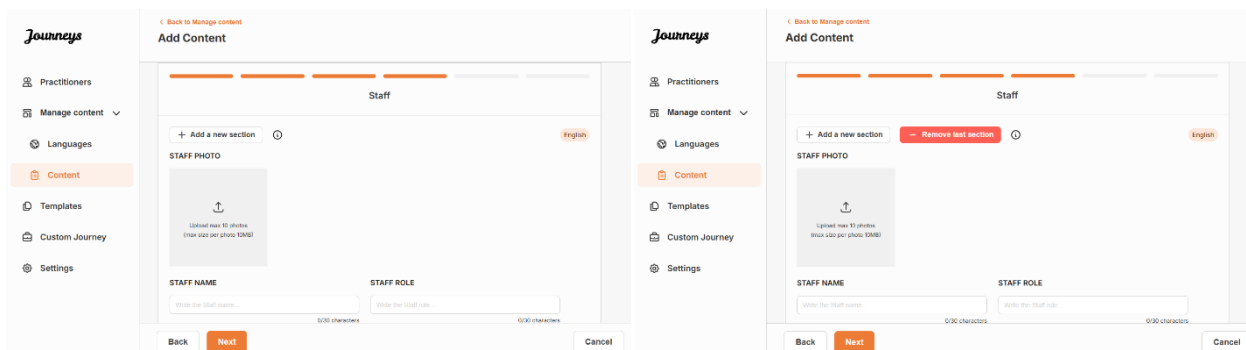 Journeys
Practitioners
Manage content
Languages
Content
Templates
Custom Journey
Settings
< Back to Manage content
Add Content
Staff
+ Add a new section
English
STAFF PHOTO
Upload max 10 photos
(max size per photo 10MB)
STAFF NAME
STAFF ROLE
Write the Staff name...
Write the Staff role...
0/30 characters
0/30 characters
Back
Next
Cancel
Journeys
Practitioners
Manage content
Languages
Content
Templates
Custom Journey
Settings
< Back to Manage content
Add Content
Staff
+ Add a new section
− Remove last section
English
STAFF PHOTO
Upload max 10 photos
(max size per photo 10MB)
STAFF NAME
STAFF ROLE
Write the Staff name...
Write the Staff role...
0/30 characters
0/30 characters
Back
Next
Cancel